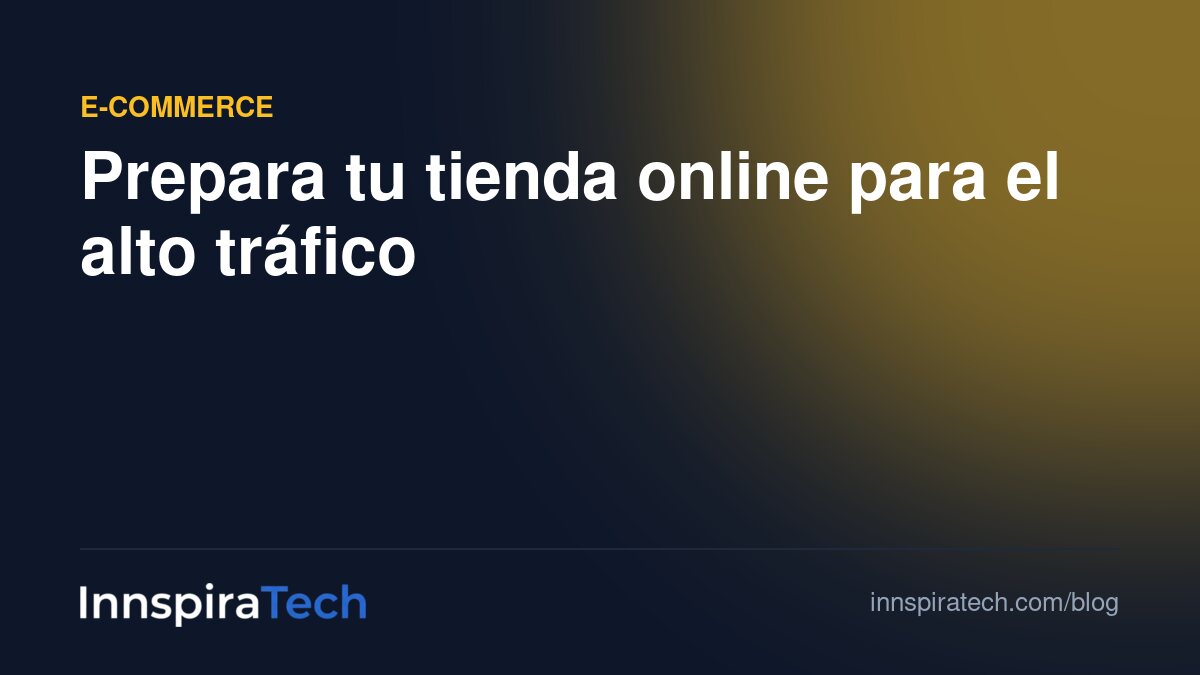 E-COMMERCE
Prepara tu tienda online para el
alto tráfico
InnspiraTech
innspiratech.com/blog